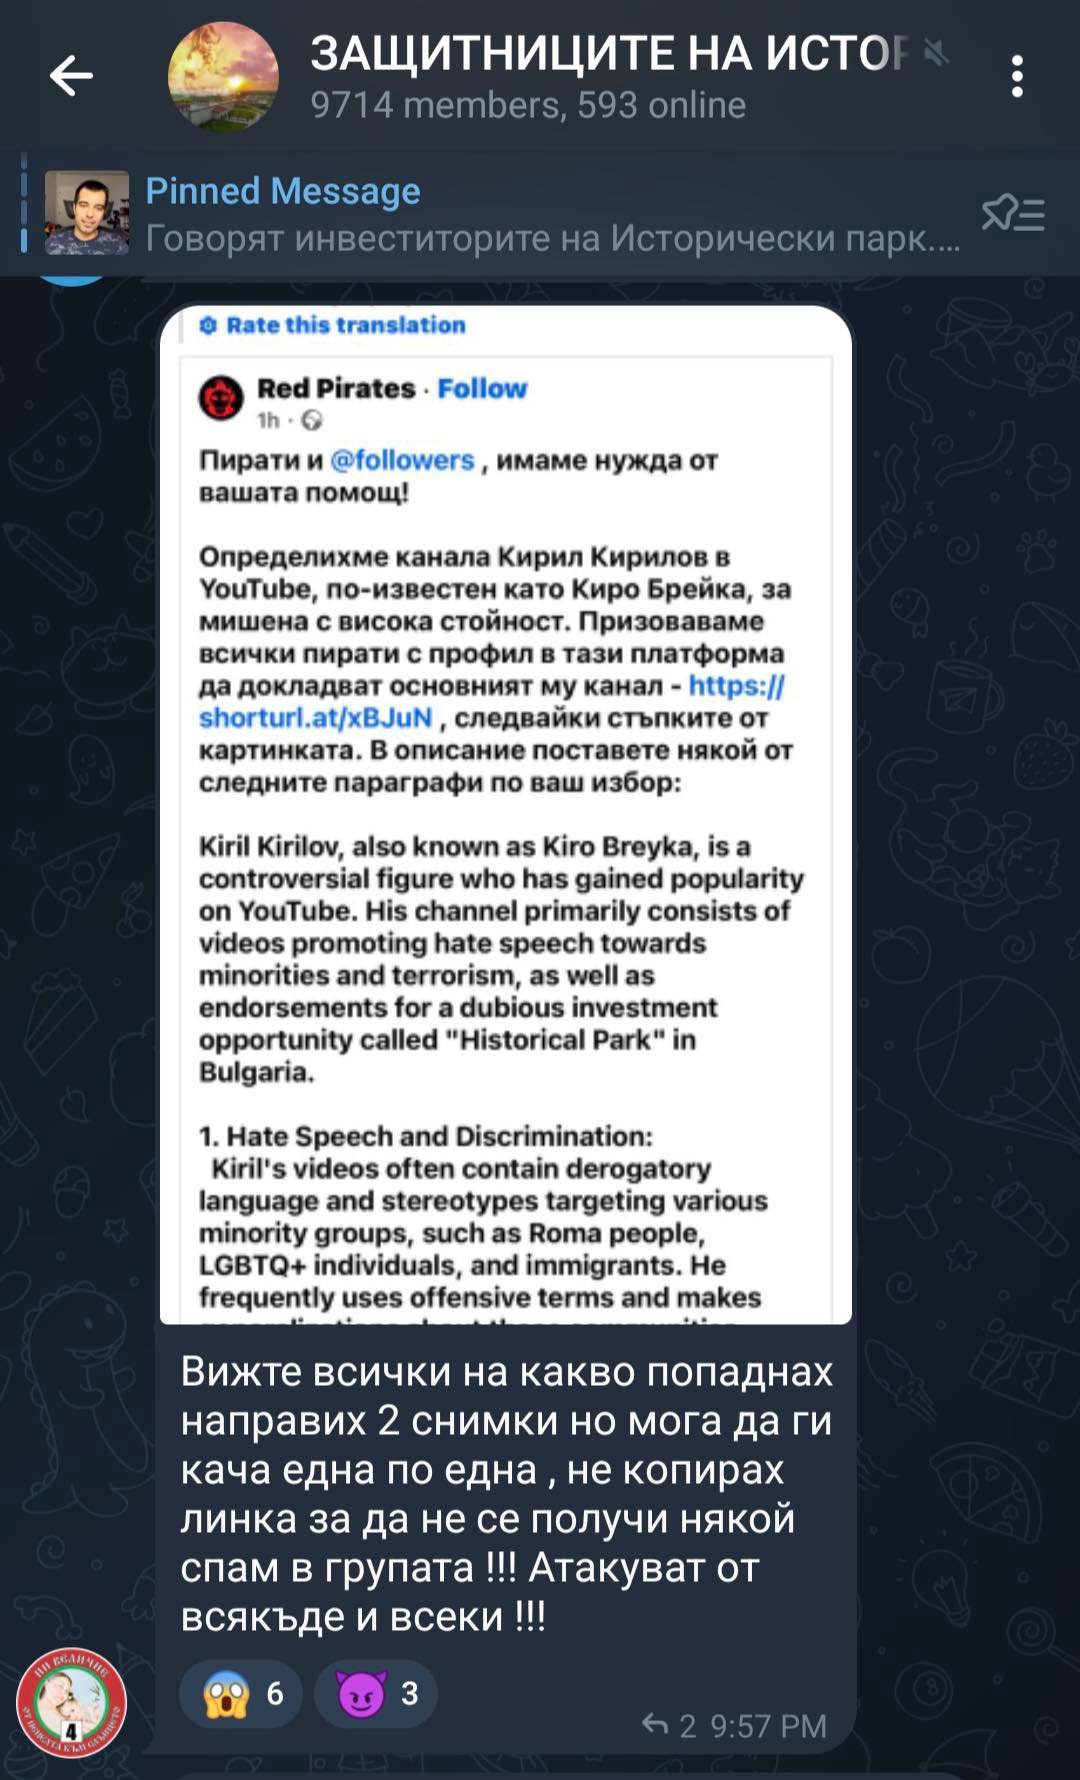 ЗАЩИТНИЦИТЕ НА ИСТОР
9714 members, 593 online
Pinned Message
Говорят инвеститорите на Исторически парк....
Rate this translation
Red Pirates · Follow
1h ·
Пирати и @followers , имаме нужда от
вашата помощ!
Определихме канала Кирил Кирилов в
YouTube, по-известен като Киро Брейка, за
мишена с висока стойност. Призоваваме
всички пирати с профил в тази платформа
да докладват основният му канал - https://
shorturl.at/xBJuN , следвайки стъпките от
картинката. В описание поставете някой от
следните параграфи по ваш избор:
Kiril Kirilov, also known as Kiro Breyka, is a
controversial figure who has gained popularity
on YouTube. His channel primarily consists of
videos promoting hate speech towards
minorities and terrorism, as well as
endorsements for a dubious investment
opportunity called "Historical Park" in
Bulgaria.
1. Hate Speech and Discrimination:
Kiril's videos often contain derogatory
language and stereotypes targeting various
minority groups, such as Roma people,
LGBTQ+ individuals, and immigrants. He
frequently uses offensive terms and makes
Вижте всички на какво попаднах
направих 2 снимки но мога да ги
кача една по една , не копирах
линка за да не се получи някой
спам в групата !!! Атакуват от
всякъде и всеки !!!
6
3
2 9:57 PM
4